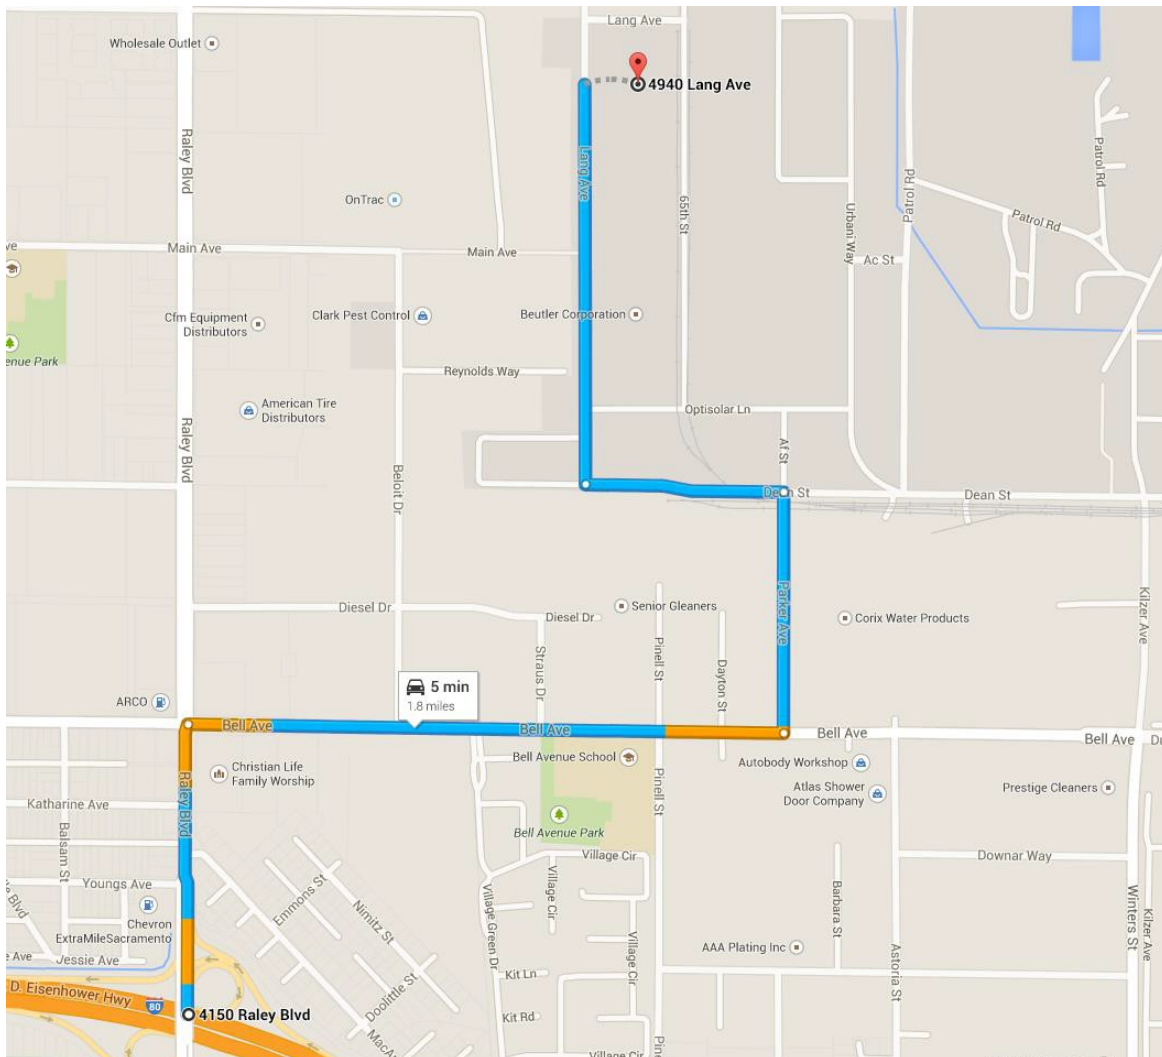 Lang Ave
Wholesale Outlet
4940 Lang Ave
Raley Blvd
Lang Ave
Patrol Rd
Patrol Rd
OnTrac
65th St
Urbani Way
Patrol Rd
ve
Main Ave
Main Ave
Ac St
Cfm Equipment
Distributors
Clark Pest Control
Beutler Corporation
enue Park
Reynolds Way
American Tire
Distributors
Optisolar Ln
Raley Blvd
Af St
Beloit Dr
Dean St
Dean St
Diesel Dr
Diesel Dr
Senior Gleaners
Parker Ave
Corix Water Products
Kilzer Ave
Straus Dr
Pinell St
Dayton St
5 min
1.8 miles
ARCO
Bell Ave
Bell Ave
Bell Ave
Bell Ave
Bell Avenue School
Autobody Workshop
Christian Life
Family Worship
Raley Blvd
Pinell St
Atlas Shower
Door Company
Prestige Cleaners
Katharine Ave
Balsam St
Bell Avenue Park
Village Cir
Downar Way
Youngs Ave
Emmons St
Nimitz St
Village Green Dr
Village Cir
Barbara St
Winters St
Kilzer Ave
Chevron
ExtraMileSacramento
Village Cir
AAA Plating Inc
Astoria St
e Ave
Jessie Ave
Doolittle St
Kit Ln
D. Eisenhower Hwy
80
4150 Raley Blvd
Kit Rd
Village Cir